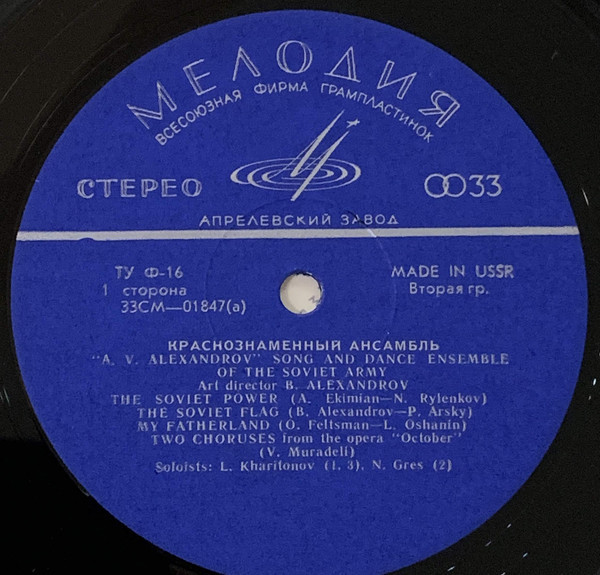 МЕЛОДИЯ
ВСЕСОЮЗНАЯ ФИРМА ГРАМПЛАСТИНОК
СТЕРЕО
33
АПРЕЛЕВСКИЙ ЗАВОД
ТУ Ф-16
MADE IN USSR
1 сторона
Вторая гр.
33СМ—01847(а)
КРАСНОЗНАМЕННЫЙ АНСАМБЛЬ
"A. V. ALEXANDROV" SONG AND DANCE ENSEMBLE
OF THE SOVIET ARMY
Art director B. ALEXANDROV
THE SOVIET POWER (A. Ekimian—N. Rylenkov)
THE SOVIET FLAG (B. Alexandrov—P. Arsky)
MY FATHERLAND (O. Feltsman—L. Oshanin)
TWO CHORUSES from the opera "October"
(V. Muradeli)
Soloists: L. Kharitonov (1, 3), N. Gres (2)